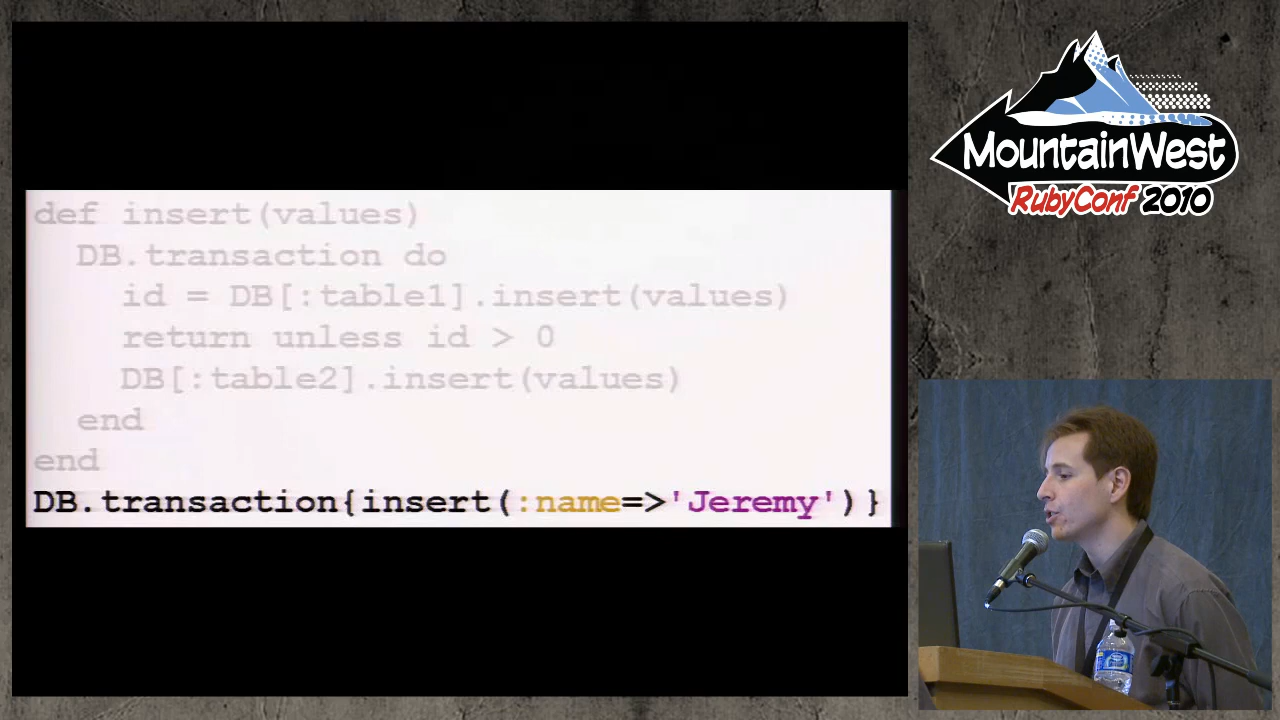 def insert(values)
  DB.transaction do
    id = DB[:table1].insert(values)
    return unless id > 0
    DB[:table2].insert(values)
  end
end
DB.transaction{insert(:name=>'Jeremy')}
MountainWest
RubyConf 2010